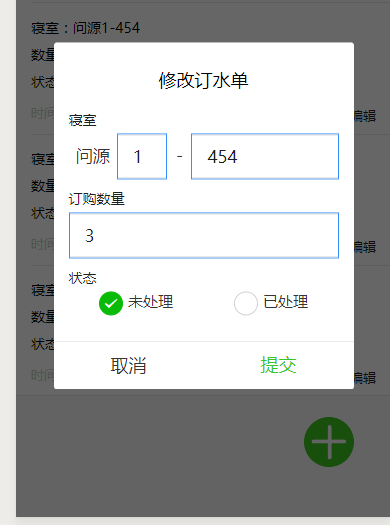 寝室：问源1-454
数量
状态
时间
编辑
修改订水单
寝室
问源 1 - 454
订购数量
3
状态
未处理 已处理
取消 提交
寝室
数量
状态
时间
编辑
寝室
数量
状态
时间
编辑